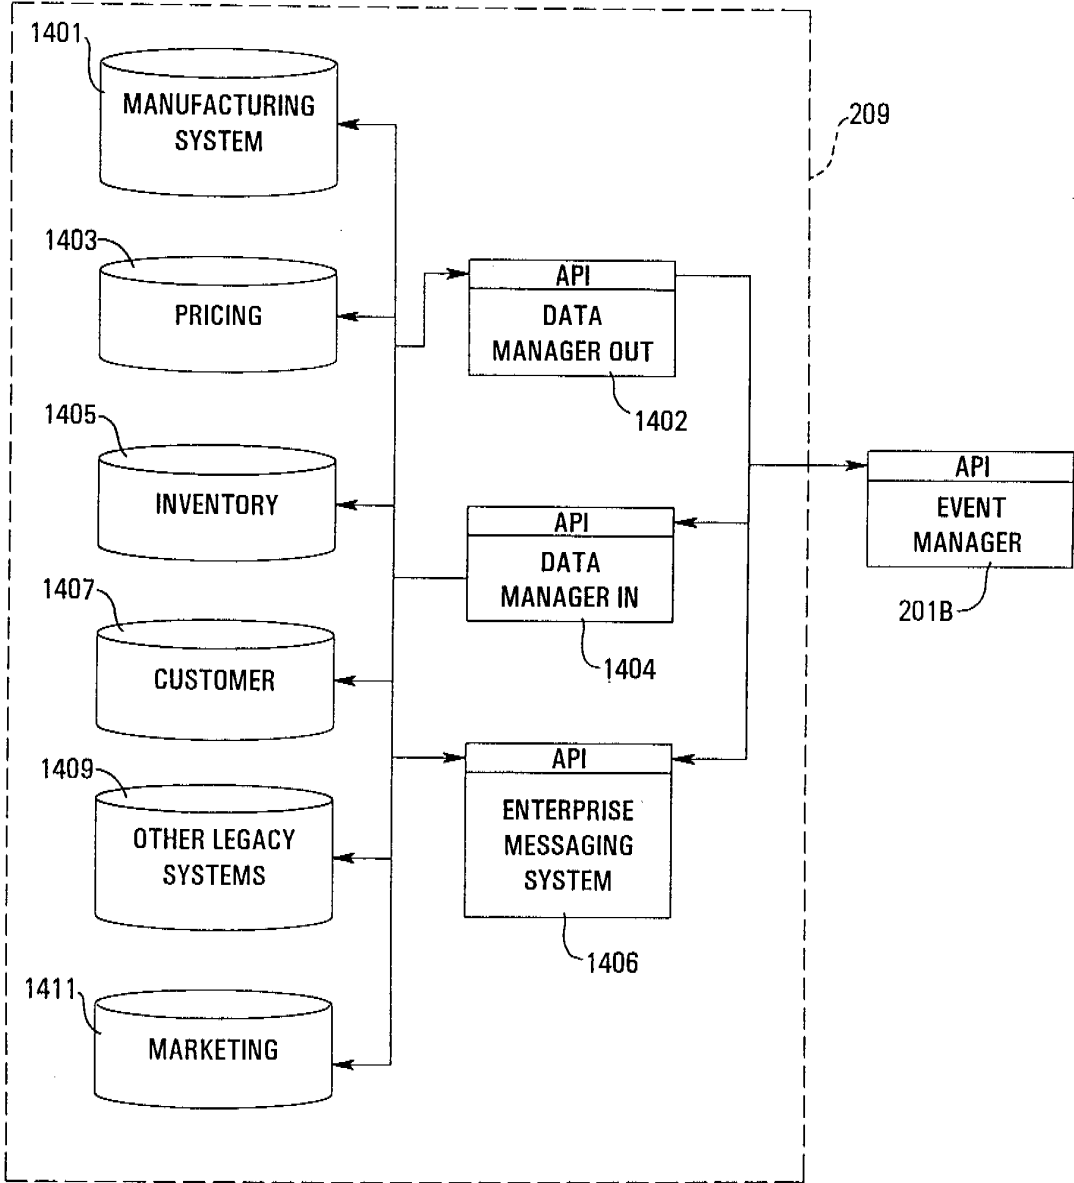 1401
MANUFACTURING
SYSTEM
209
1403
PRICING
API
DATA
MANAGER OUT
1402
1405
INVENTORY
API
EVENT
MANAGER
201B
API
DATA
MANAGER IN
1404
1407
CUSTOMER
1409
OTHER LEGACY
SYSTEMS
API
ENTERPRISE
MESSAGING
SYSTEM
1406
1411
MARKETING